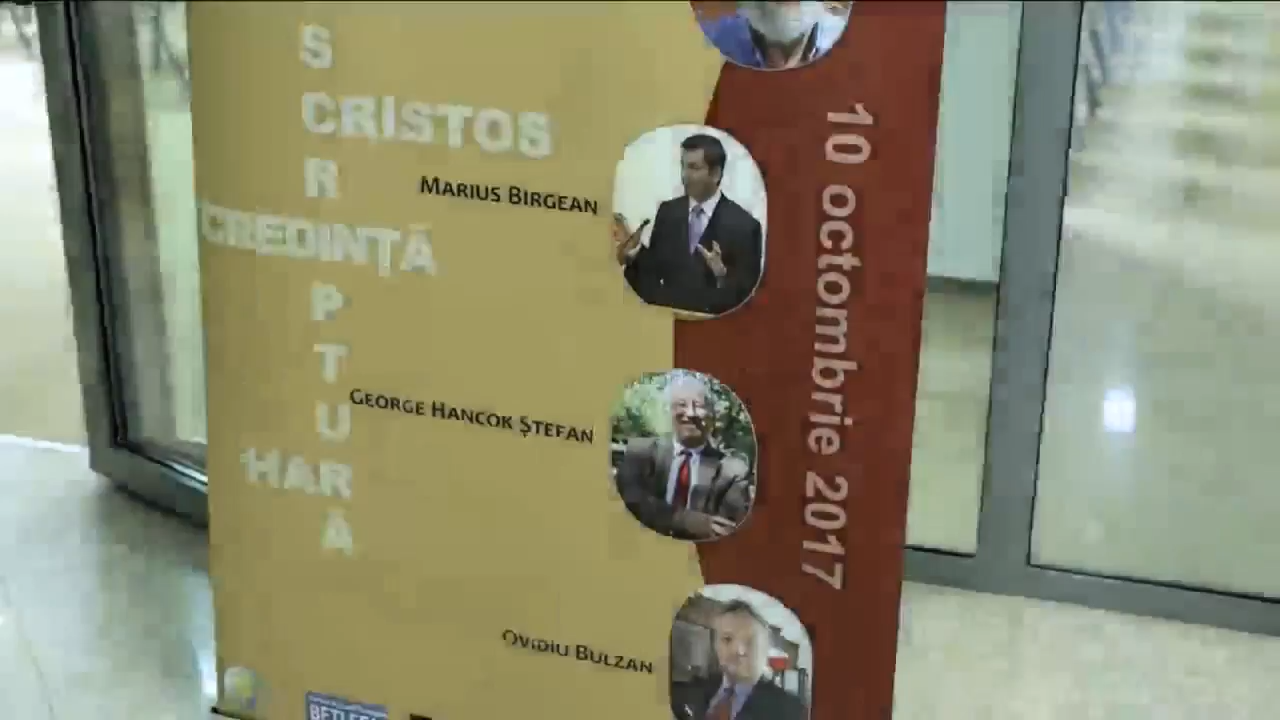 S
CRISTOS
R
MARIUS BIRGEAN
CREDINȚĂ
P
T
U
GEORGE HANCOK ȘTEFAN
HAR
R
Ă
OVIDIU BULZAN
10 octombrie 2017